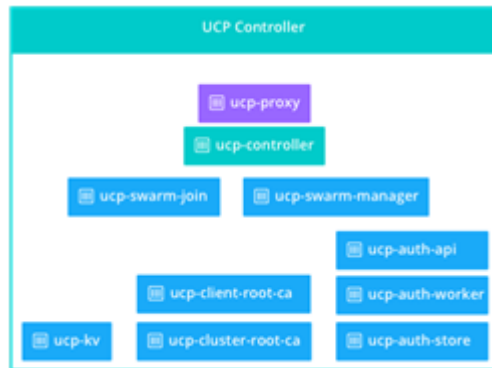 UCP Controller
ucp-proxy
ucp-controller
ucp-swarm-join ucp-swarm-manager
ucp-auth-api
ucp-client-root-ca ucp-auth-worker
ucp-kv ucp-cluster-root-ca ucp-auth-store